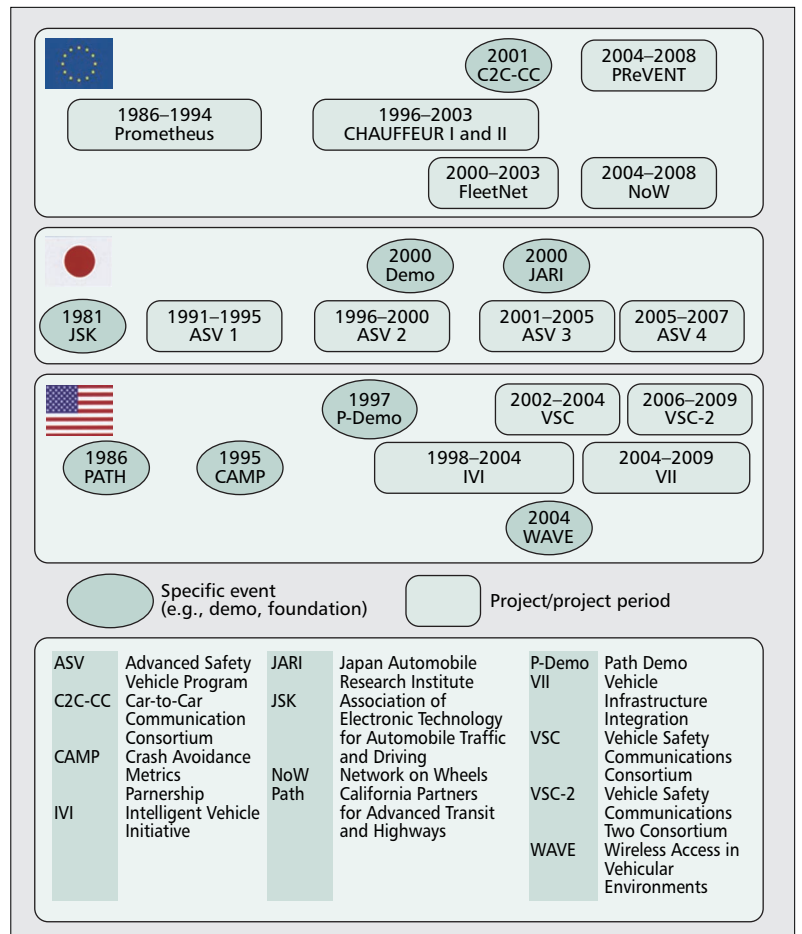 2001
C2C-CC
2004–2008
PReVENT
1986–1994
Prometheus
1996–2003
CHAUFFEUR I and II
2000–2003
FleetNet
2004–2008
NoW
2000
Demo
2000
JARI
1981
JSK
1991–1995
ASV 1
1996–2000
ASV 2
2001–2005
ASV 3
2005–2007
ASV 4
1997
P-Demo
2002–2004
VSC
2006–2009
VSC-2
1986
PATH
1995
CAMP
1998–2004
IVI
2004–2009
VII
2004
WAVE
Specific event
(e.g., demo, foundation)
Project/project period
ASV Advanced Safety
Vehicle Program
C2C-CC Car-to-Car
Communication
Consortium
CAMP Crash Avoidance
Metrics
Parnership
IVI Intelligent Vehicle
Initiative
JARI Japan Automobile
Research Institute
JSK Association of
Electronic Technology
for Automobile Traffic
and Driving
NoW Network on Wheels
Path California Partners
for Advanced Transit
and Highways
P-Demo Path Demo
VII Vehicle
Infrastructure
Integration
VSC Vehicle Safety
Communications
Consortium
VSC-2 Vehicle Safety
Communications
Two Consortium
WAVE Wireless Access in
Vehicular
Environments